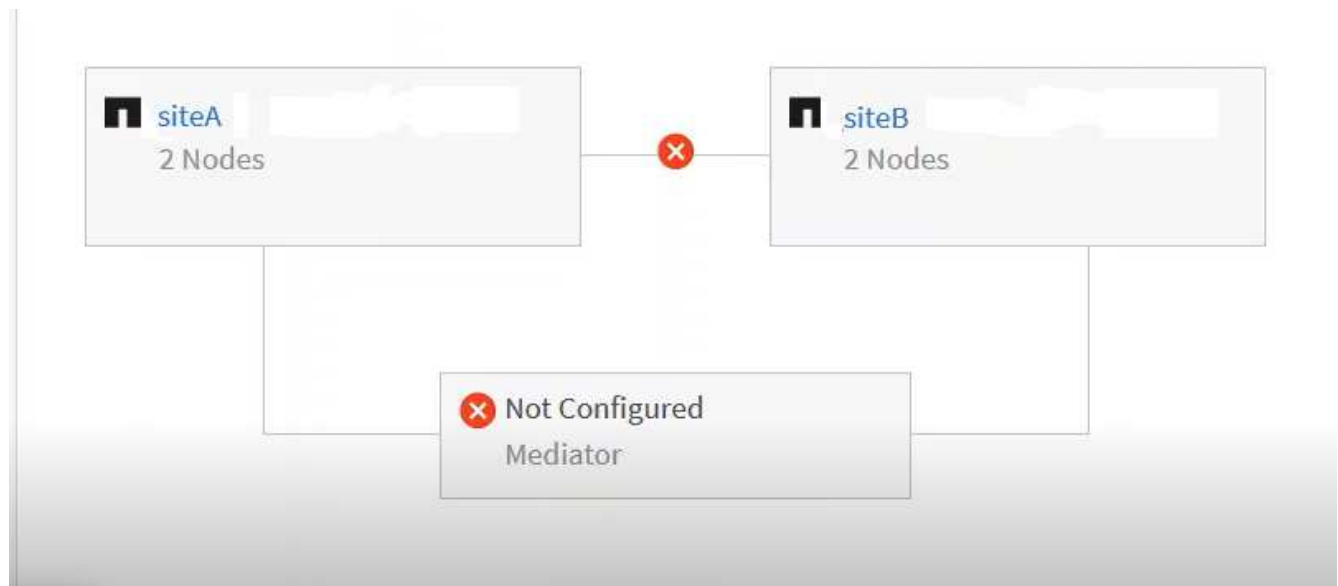 siteA
2 Nodes
siteB
2 Nodes
Not Configured
Mediator